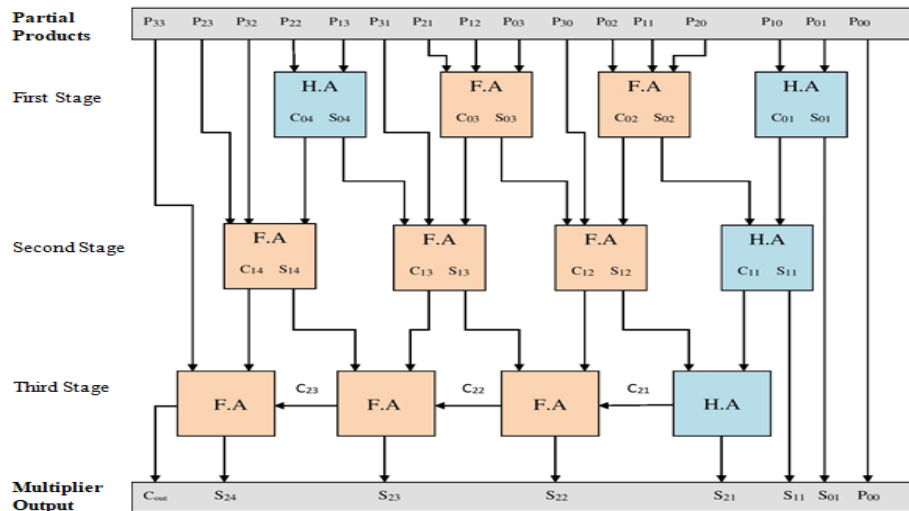 Partial Products
P33 P23 P32 P22 P13 P31 P21 P12 P03 P30 P02 P11 P20 P10 P01 P00
First Stage
H.A F.A F.A H.A
C04 S04 C03 S03 C02 S02 C01 S01
Second Stage
F.A F.A F.A H.A
C14 S14 C13 S13 C12 S12 C11 S11
Third Stage
C23 C22 C21
F.A F.A F.A H.A
Multiplier Output
Cout S24 S23 S22 S21 S11 S01 P00